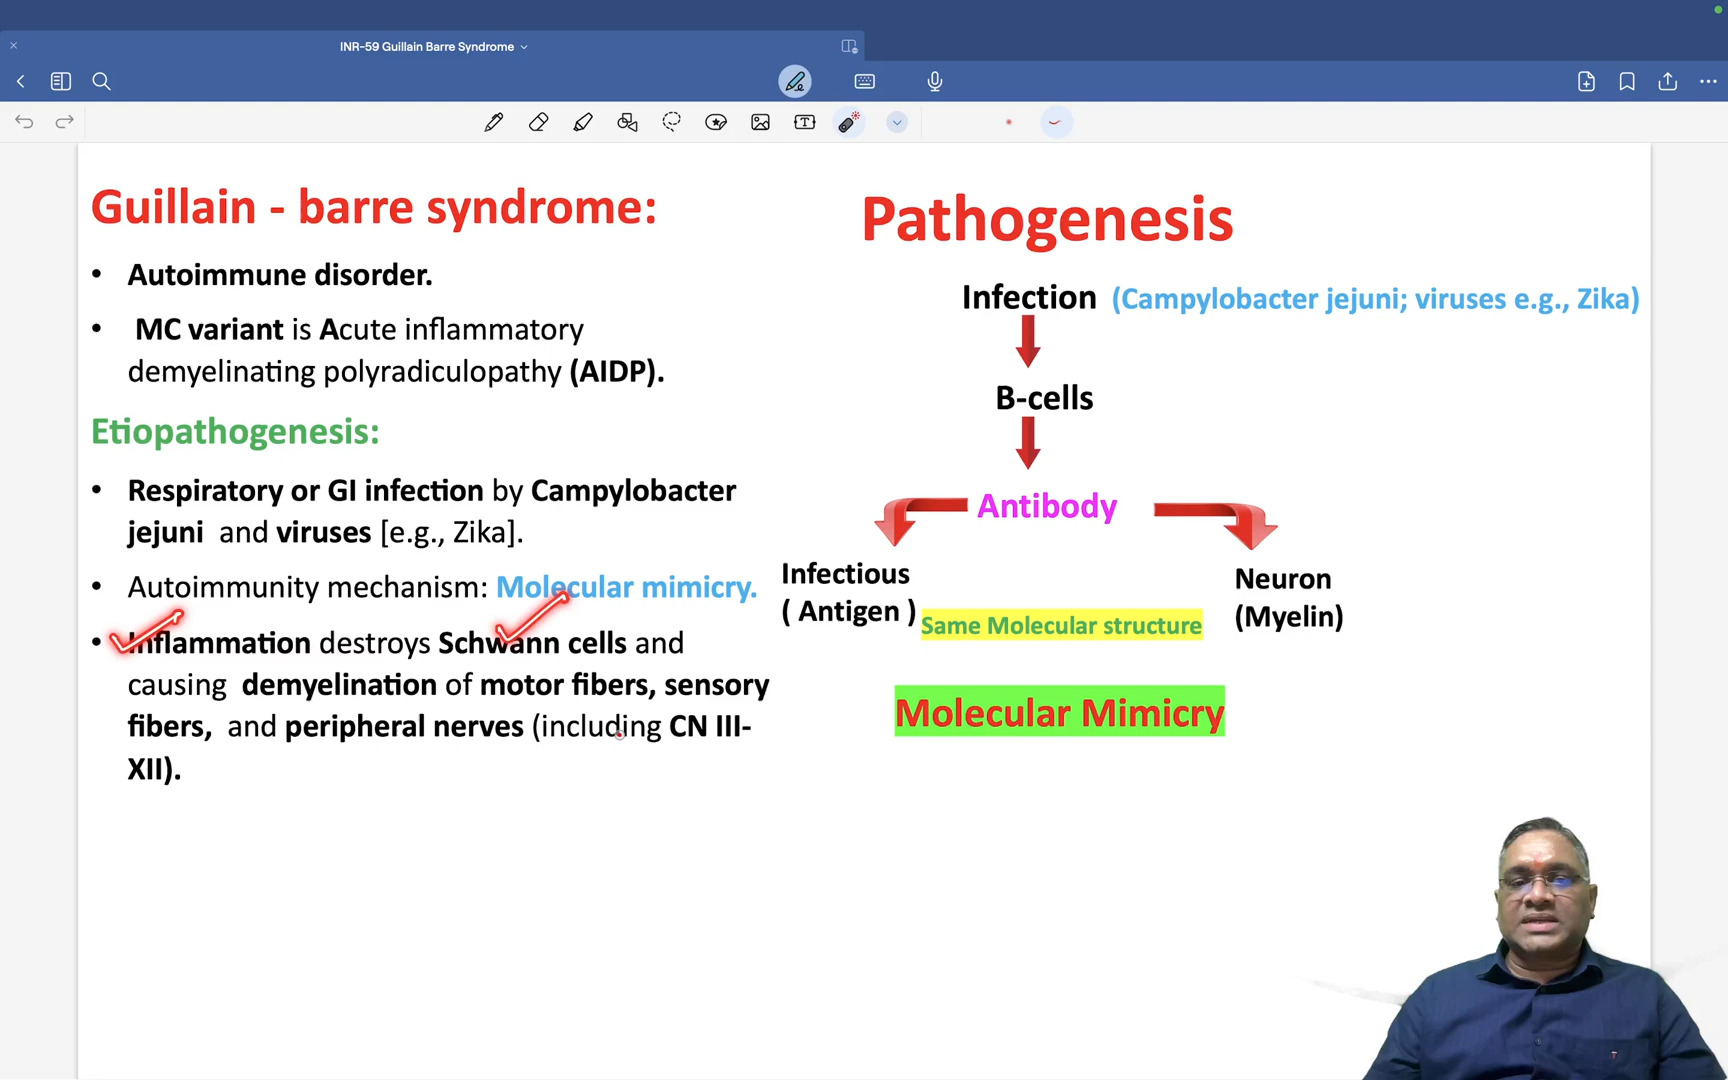 INR-59 Guillain Barre Syndrome
Guillain - barre syndrome:
• Autoimmune disorder.
• MC variant is Acute inflammatory
demyelinating polyradiculopathy (AIDP).
Etiopathogenesis:
• Respiratory or GI infection by Campylobacter
jejuni and viruses [e.g., Zika].
• Autoimmunity mechanism: Molecular mimicry.
• Inflammation destroys Schwann cells and
causing demyelination of motor fibers, sensory
fibers, and peripheral nerves (including CN III-
XII).
Pathogenesis
Infection (Campylobacter jejuni; viruses e.g., Zika)
B-cells
Antibody
Infectious
( Antigen )
Same Molecular structure
Neuron
(Myelin)
Molecular Mimicry